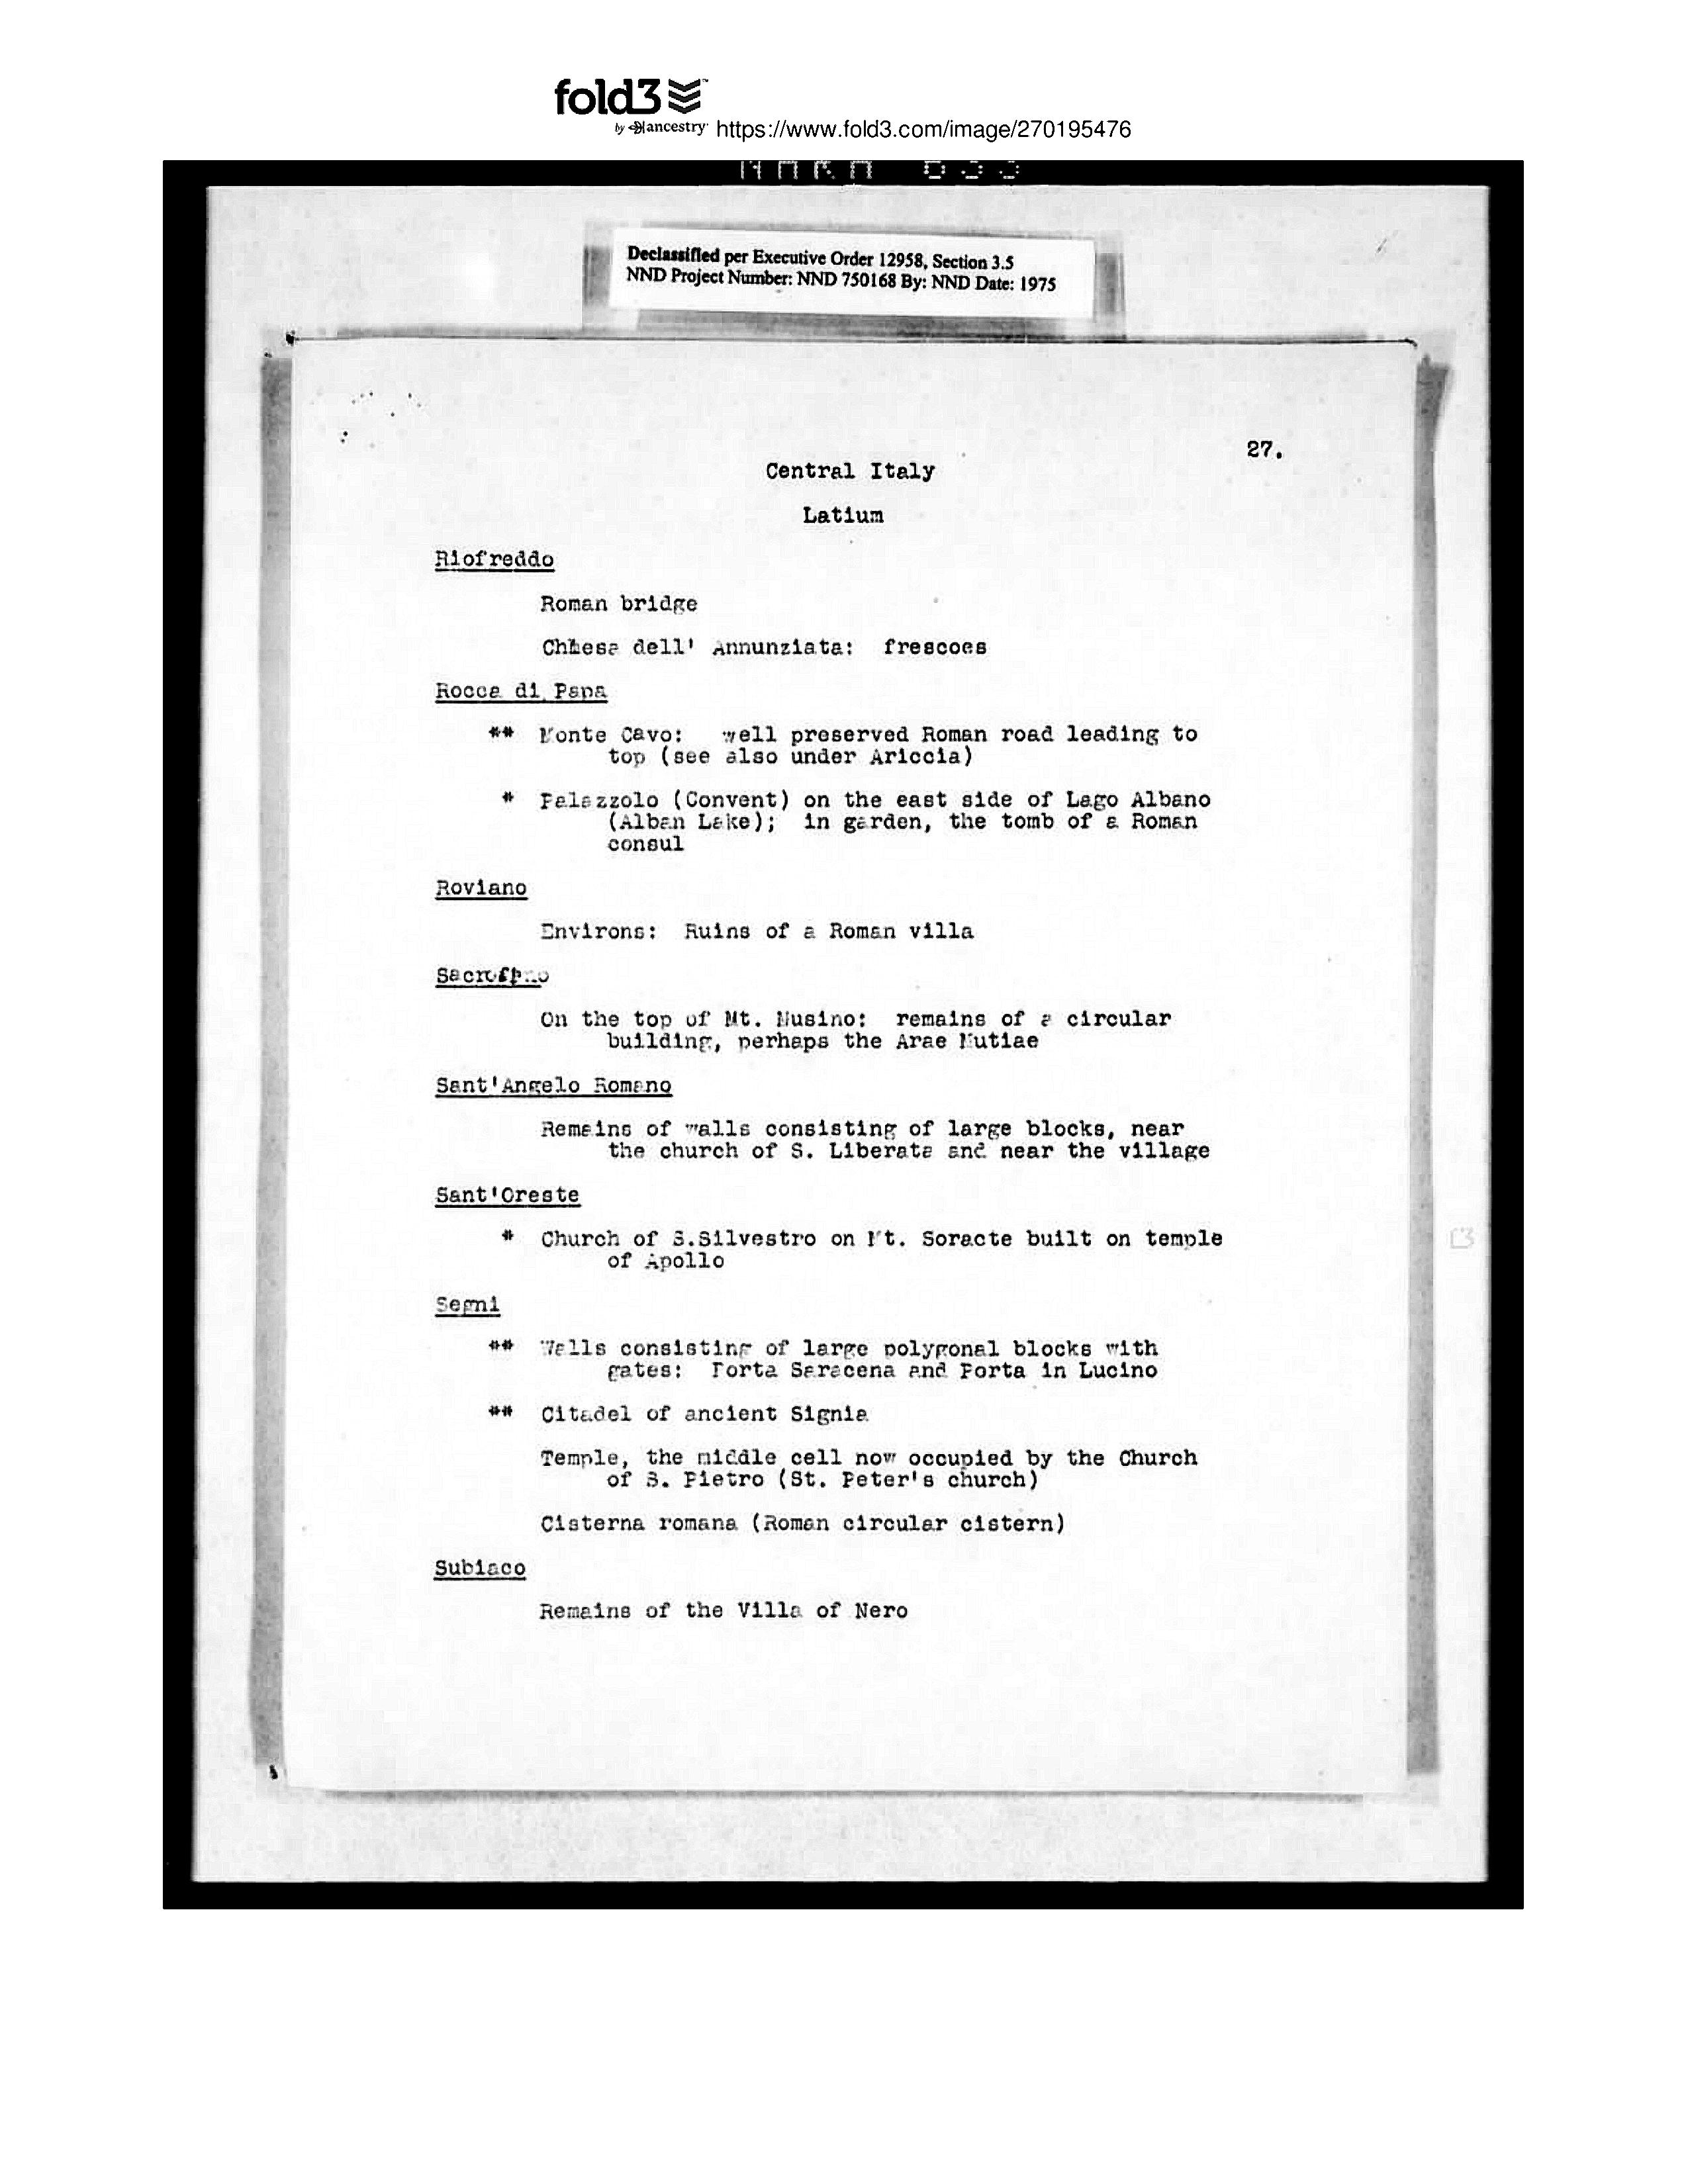 fold3
by ancestry https://www.fold3.com/image/270195476
Declassified per Executive Order 12958, Section 3.5
NND Project Number: NND 750168 By: NND Date: 1975
27.
Central Italy
Latium
Riofreddo
Roman bridge
Chiesa dell' Annunziata: frescoes
Rocca di Papa
** Monte Cavo: well preserved Roman road leading to
top (see also under Ariccia)
* Palazzolo (Convent) on the east side of Lago Albano
(Alban Lake); in garden, the tomb of a Roman
consul
Roviano
Environs: Ruins of a Roman villa
Sacrofano
On the top of Mt. Musino: remains of a circular
building, perhaps the Arae Mutiae
Sant'Angelo Romano
Remains of walls consisting of large blocks, near
the church of S. Liberata and near the village
Sant'Oreste
* Church of S.Silvestro on Mt. Soracte built on temple
of Apollo
Segni
** Walls consisting of large polygonal blocks with
gates: Porta Saracena and Porta in Lucino
** Citadel of ancient Signia
Temple, the middle cell now occupied by the Church
of S. Pietro (St. Peter's church)
Cisterna romana (Roman circular cistern)
Subiaco
Remains of the Villa of Nero